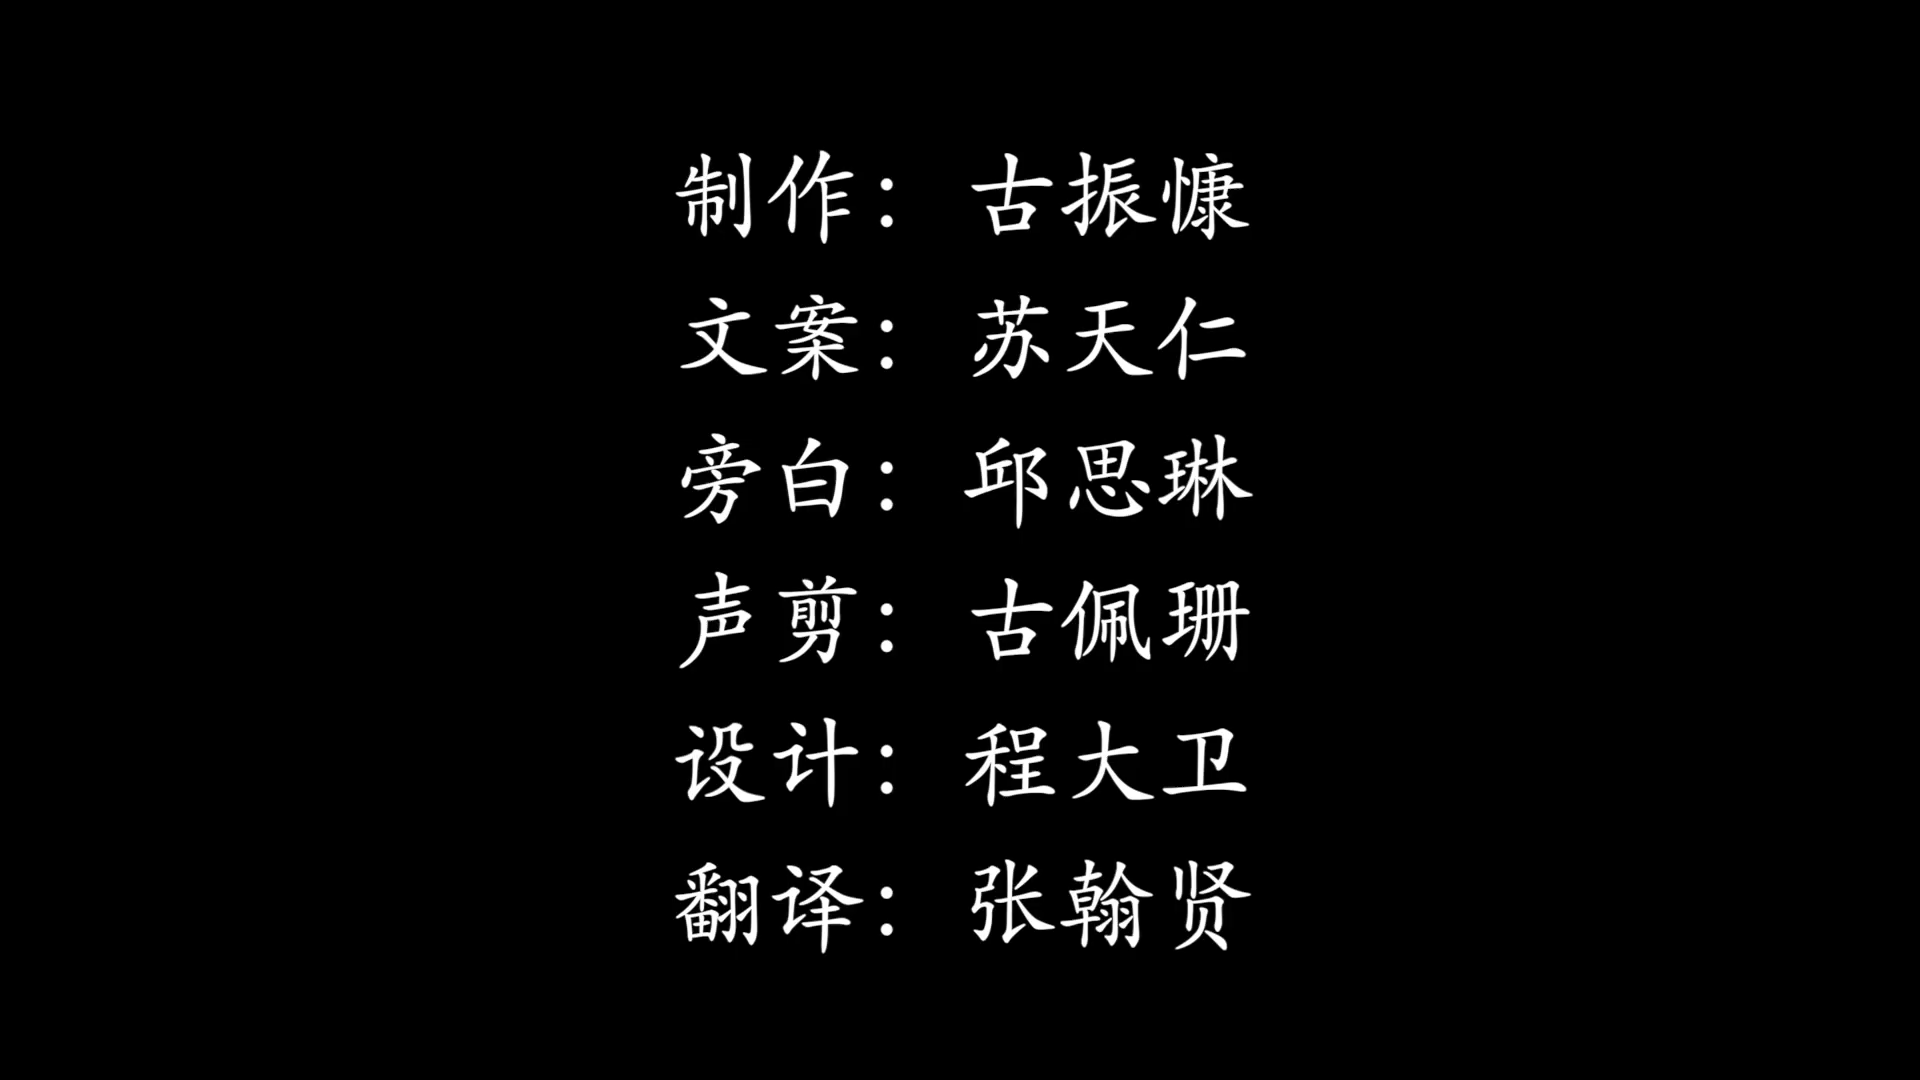 制作：古振慷
文案：苏天仁
旁白：邱思琳
声剪：古佩珊
设计：程大卫
翻译：张翰贤